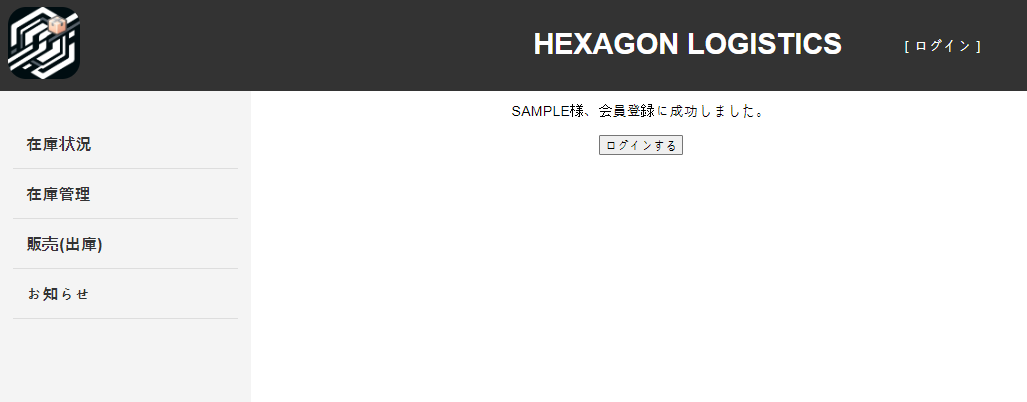 HEXAGON LOGISTICS
[ ログイン ]
在庫状況
在庫管理
販売(出庫)
お知らせ
SAMPLE様、会員登録に成功しました。
ログインする